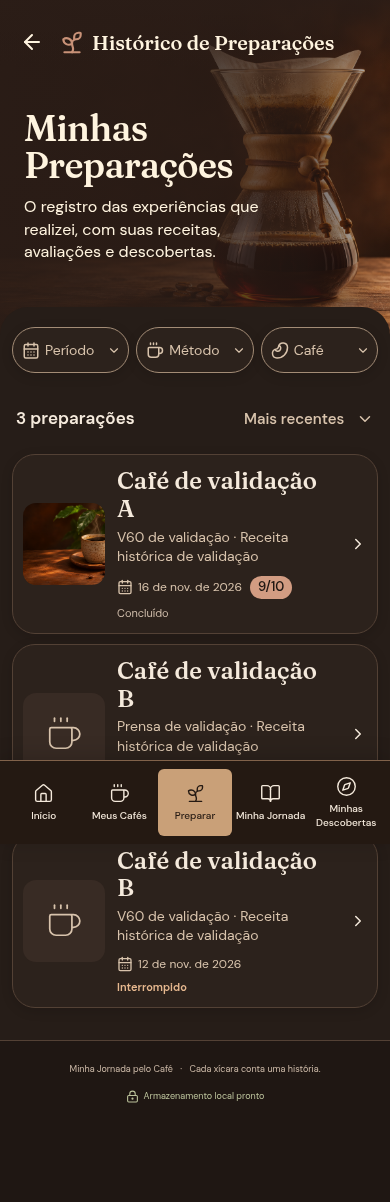 Histórico de Preparações
Minhas
Preparações
O registro das experiências que
realizei, com suas receitas,
avaliações e descobertas.
Período
Método
Café
3 preparações
Mais recentes
Café de validação
A
V60 de validação · Receita
histórica de validação
16 de nov. de 2026
9/10
Concluído
Café de validação
B
Prensa de validação · Receita
histórica de validação
Início
Meus Cafés
Preparar
Minha Jornada
Minhas
Descobertas
Café de validação
B
V60 de validação · Receita
histórica de validação
12 de nov. de 2026
Interrompido
Minha Jornada pelo Café · Cada xícara conta uma história.
Armazenamento local pronto